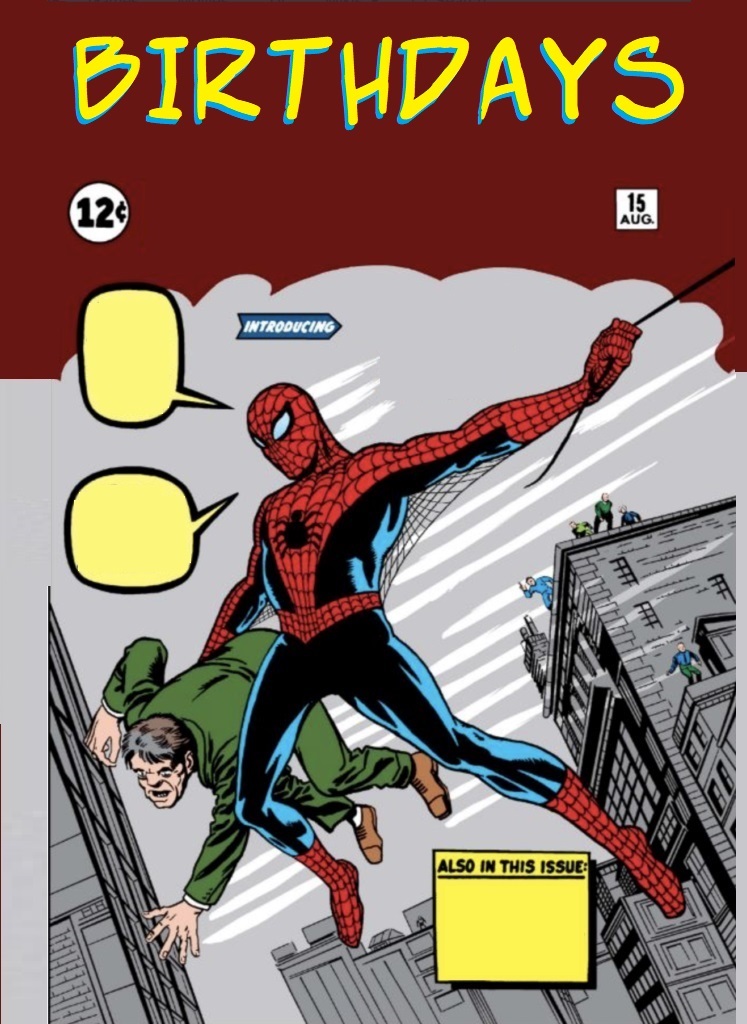 BIRTHDAYS
12¢
15
AUG.
INTRODUCING
ALSO IN THIS ISSUE: